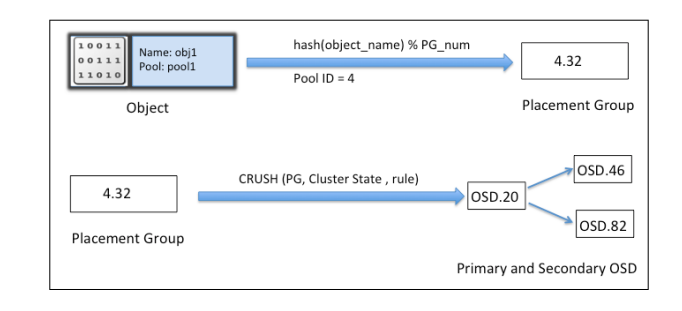 10011
00111
11010
Name: obj1
Pool: pool1
Object
hash(object_name) % PG_num
Pool ID = 4
4.32
Placement Group
4.32
Placement Group
CRUSH (PG, Cluster State , rule)
OSD.20
OSD.46
OSD.82
Primary and Secondary OSD